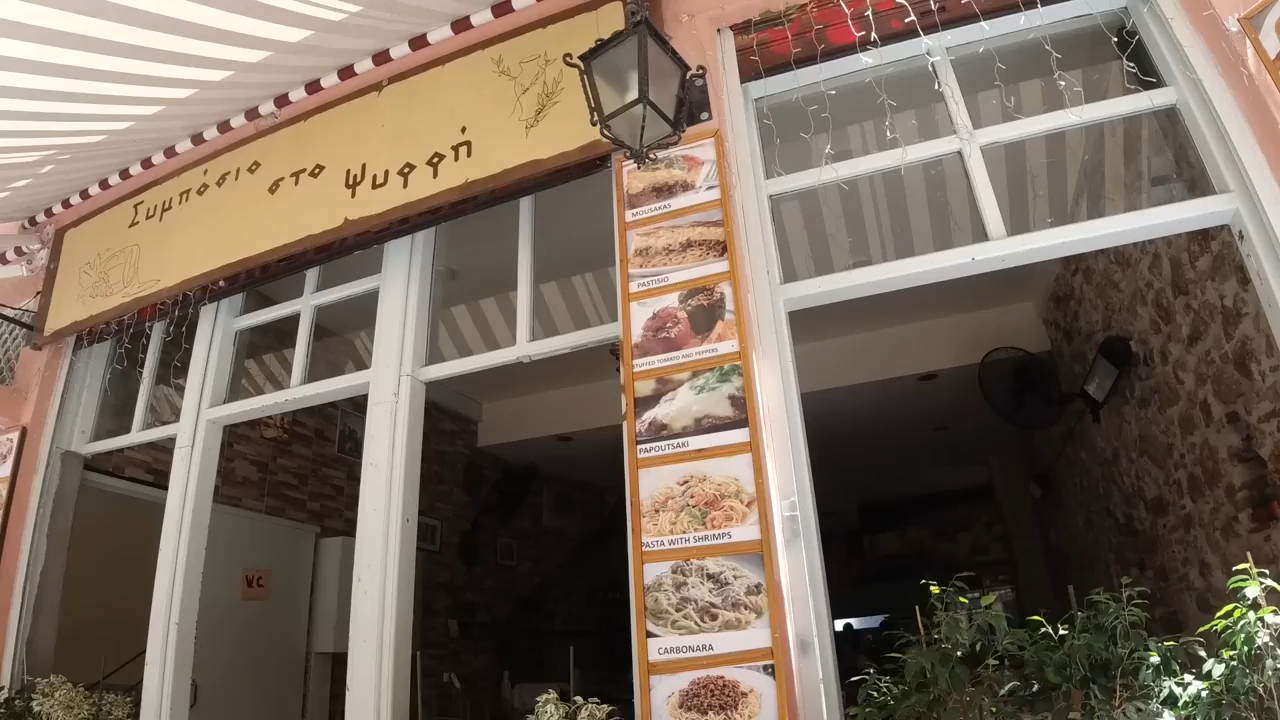 Συμπόσιο στο Ψυρρή
MOUSAKAS
PASTISIO
STUFFED TOMATO AND PEPPERS
PAPOUTSAKI
PASTA WITH SHRIMPS
CARBONARA
W.C.